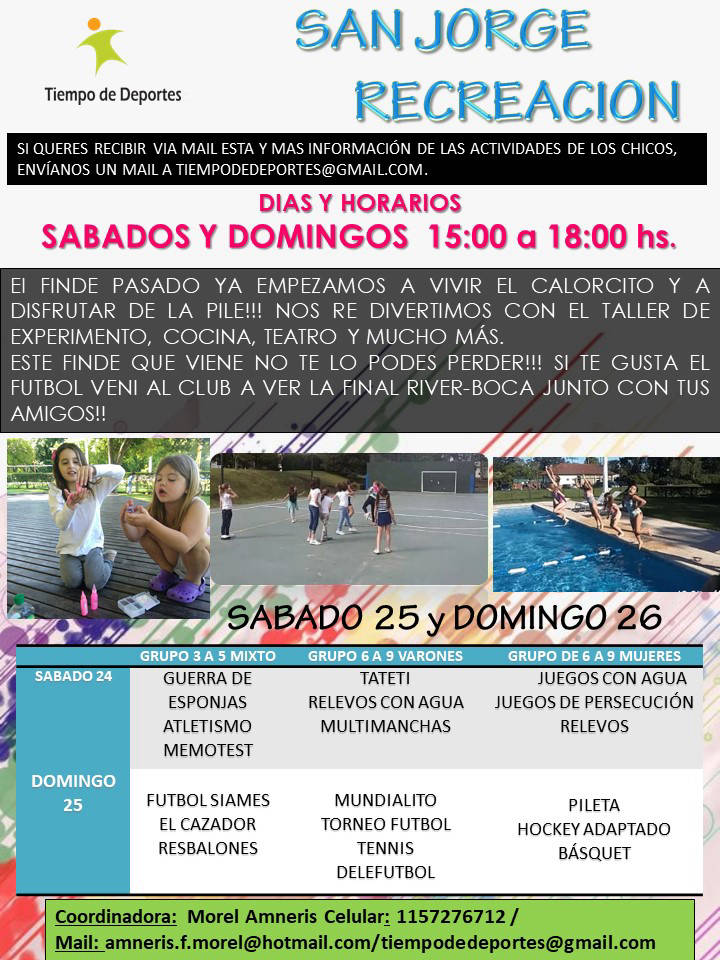 Tiempo de Deportes
SAN JORGE
RECREACION
SI QUERES RECIBIR VIA MAIL ESTA Y MAS INFORMACIÓN DE LAS ACTIVIDADES DE LOS CHICOS,
ENVÍANOS UN MAIL A TIEMPODEDEPORTES@GMAIL.COM.
DIAS Y HORARIOS
SABADOS Y DOMINGOS 15:00 a 18:00 hs.
El FINDE PASADO YA EMPEZAMOS A VIVIR EL CALORCITO Y A
DISFRUTAR DE LA PILE!!! NOS RE DIVERTIMOS CON EL TALLER DE
EXPERIMENTO, COCINA, TEATRO Y MUCHO MÁS.
ESTE FINDE QUE VIENE NO TE LO PODES PERDER!!! SI TE GUSTA EL
FUTBOL VENI AL CLUB A VER LA FINAL RIVER-BOCA JUNTO CON TUS
AMIGOS!!
SABADO 25 y DOMINGO 26
GRUPO 3 A 5 MIXTO GRUPO 6 A 9 VARONES GRUPO DE 6 A 9 MUJERES
SABADO 24
GUERRA DE
ESPONJAS
ATLETISMO
MEMOTEST
TATETI
RELEVOS CON AGUA
MULTIMANCHAS
JUEGOS CON AGUA
JUEGOS DE PERSECUCIÓN
RELEVOS
DOMINGO
25
FUTBOL SIAMES
EL CAZADOR
RESBALONES
MUNDIALITO
TORNEO FUTBOL
TENNIS
DELEFUTBOL
PILETA
HOCKEY ADAPTADO
BÁSQUET
Coordinadora: Morel Amneris Celular: 1157276712 /
Mail: amneris.f.morel@hotmail.com/tiempodedeportes@gmail.com